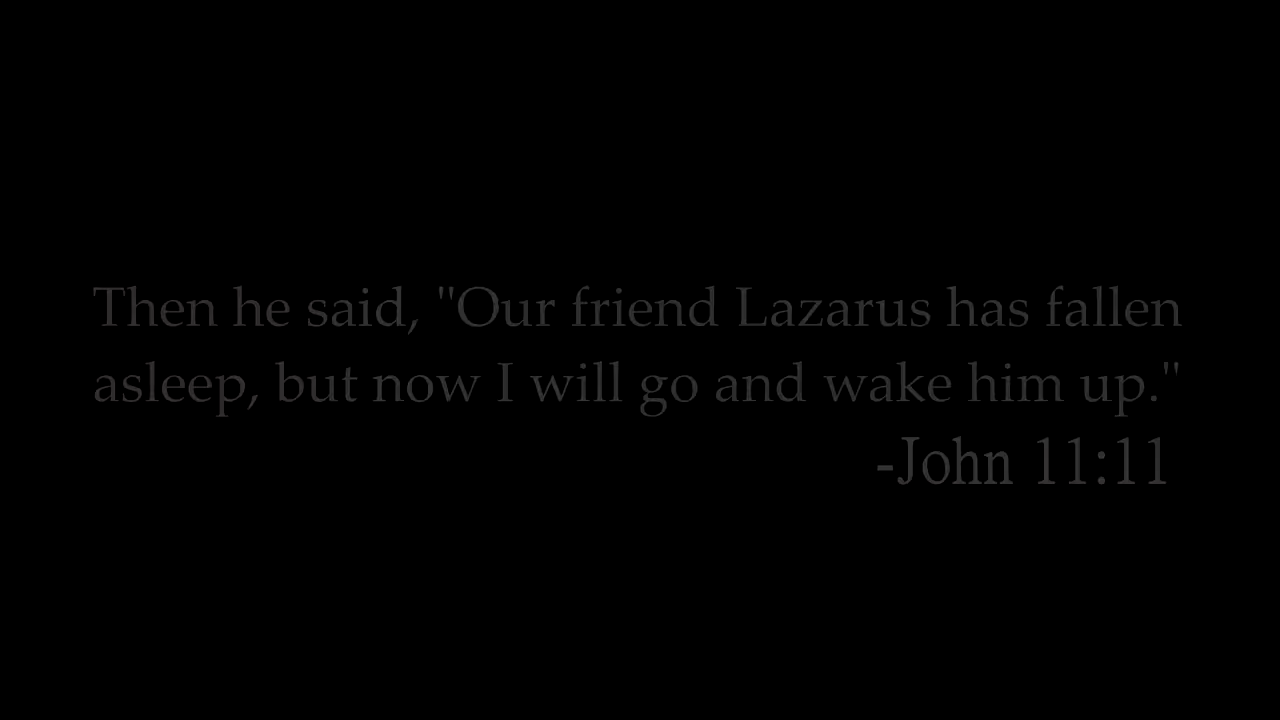 Then he said, "Our friend Lazarus has fallen
asleep, but now I will go and wake him up."
-John 11:11